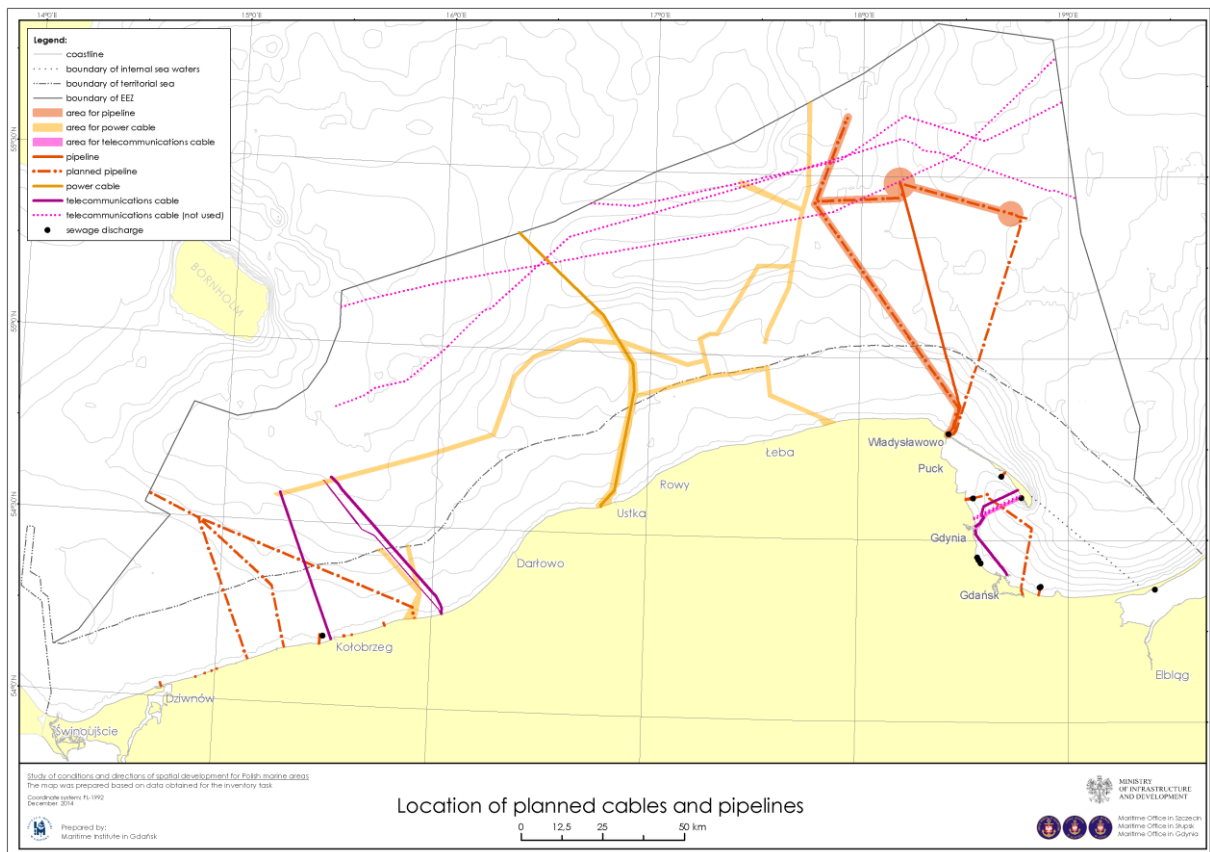 14°0'E 15°0'E 16°0'E 17°0'E 18°0'E 19°0'E
Legend:
coastline
boundary of internal sea waters
boundary of territorial sea
boundary of EEZ
area for pipeline
area for power cable
area for telecommunications cable
pipeline
planned pipeline
power cable
telecommunications cable
telecommunications cable (not used)
sewage discharge
55°30'N
BORNHOLM
55°0'N
Władysławowo
Łeba
Puck
Rowy
54°30'N
Ustka
Gdynia
Darłowo
Gdańsk
Kołobrzeg
Elbląg
54°0'N
Dziwnów
Świnoujście
Study of conditions and directions of spatial development for Polish marine areas
The map was prepared based on data obtained for the inventory task
Coordinate system: PL-1992
December 2014
Prepared by:
Maritime Institute in Gdańsk
Location of planned cables and pipelines
0 12,5 25 50 km
MINISTRY
OF INFRASTRUCTURE
AND DEVELOPMENT
Maritime Office in Szczecin
Maritime Office in Słupsk
Maritime Office in Gdynia